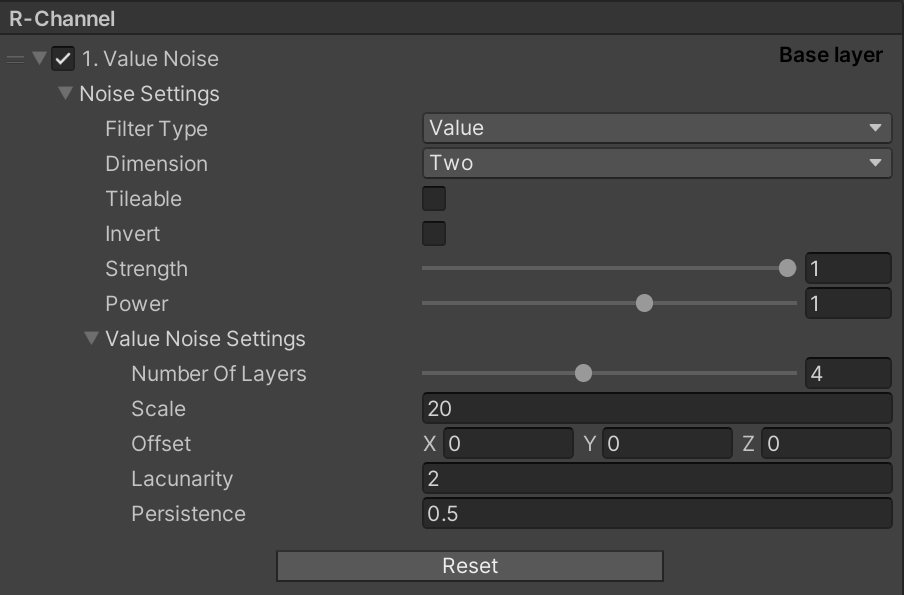 R-Channel
1. Value Noise Base layer
Noise Settings
Filter Type Value
Dimension Two
Tileable
Invert
Strength 1
Power 1
Value Noise Settings
Number Of Layers 4
Scale 20
Offset X 0 Y 0 Z 0
Lacunarity 2
Persistence 0.5
Reset